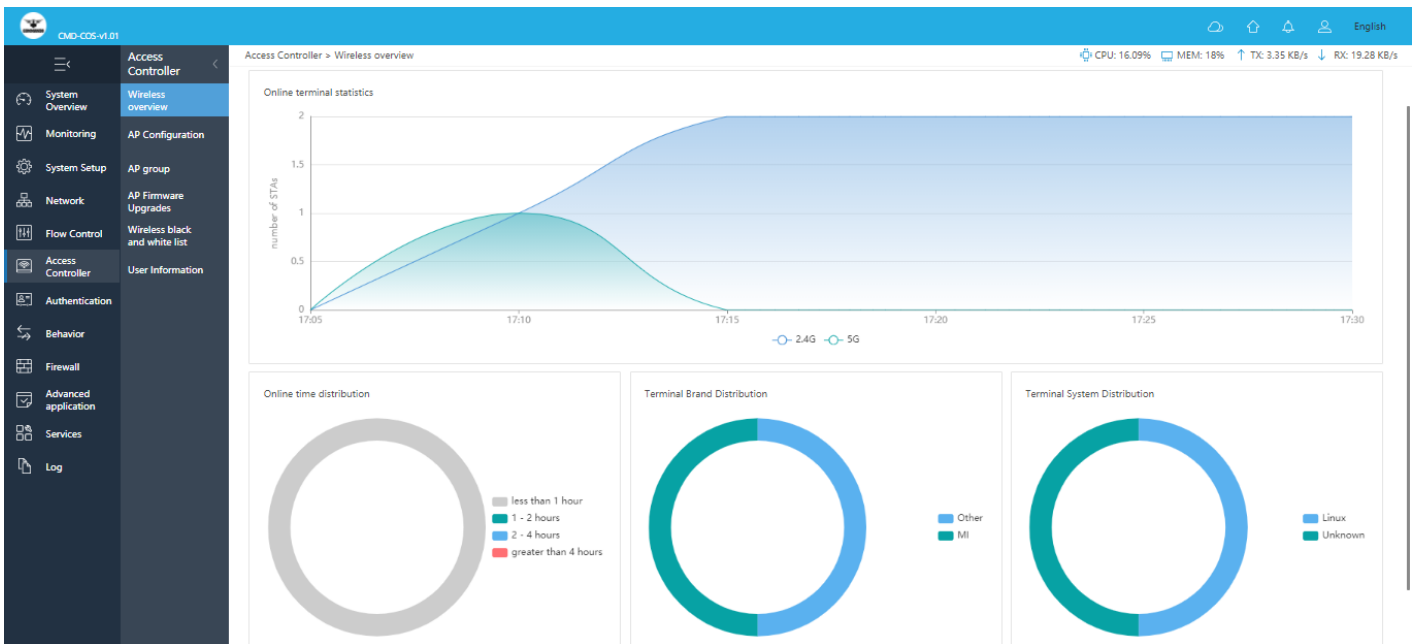 CMD-COS-v1.01
English
Access Controller > Wireless overview
CPU: 16.09%
MEM: 18%
TX: 3.35 KB/s
RX: 19.28 KB/s
System
Overview
Monitoring
System Setup
Network
Flow Control
Access
Controller
Authentication
Behavior
Firewall
Advanced
application
Services
Log
Access
Controller
Wireless
overview
AP Configuration
AP group
AP Firmware
Upgrades
Wireless black
and white list
User Information
Online terminal statistics
number of STAs
2
1.5
1
0.5
0
17:05
17:10
17:15
17:20
17:25
17:30
2.4G
5G
Online time distribution
less than 1 hour
1 - 2 hours
2 - 4 hours
greater than 4 hours
Terminal Brand Distribution
Other
MI
Terminal System Distribution
Linux
Unknown